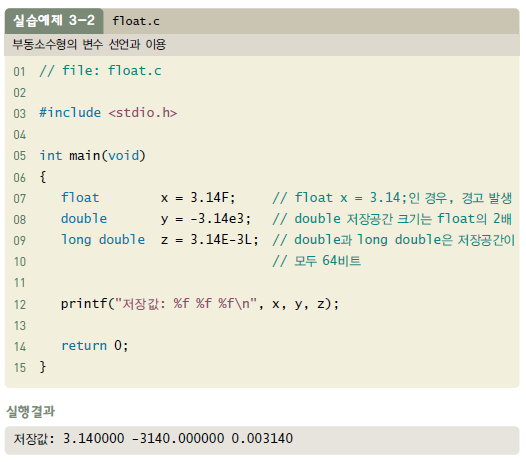 실습예제 3-2 float.c
부동소수형의 변수 선언과 이용
01 // file: float.c
02
03 #include <stdio.h>
04
05 int main(void)
06 {
07 float x = 3.14F; // float x = 3.14;인 경우, 경고 발생
08 double y = -3.14e3; // double 저장공간 크기는 float의 2배
09 long double z = 3.14E-3L; // double과 long double은 저장공간이
10 // 모두 64비트
11
12 printf("저장값: %f %f %f\n", x, y, z);
13
14 return 0;
15 }
실행결과
저장값: 3.140000 -3140.000000 0.003140